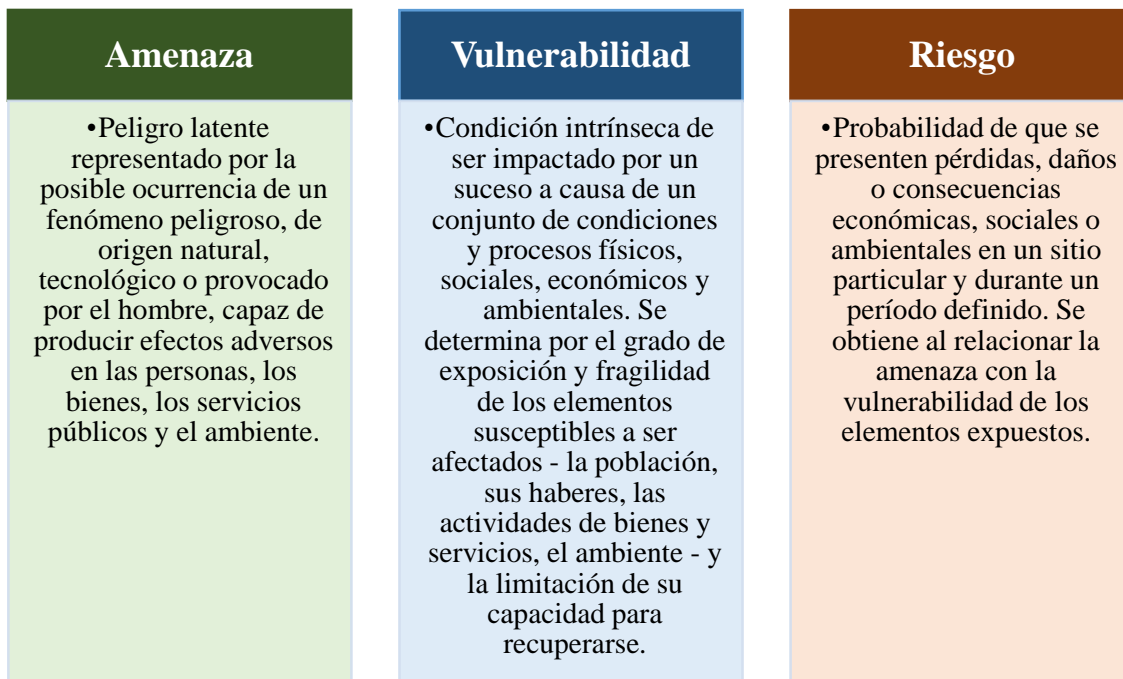 Amenaza
•Peligro latente
representado por la
posible ocurrencia de un
fenómeno peligroso, de
origen natural,
tecnológico o provocado
por el hombre, capaz de
producir efectos adversos
en las personas, los
bienes, los servicios
públicos y el ambiente.
Vulnerabilidad
•Condición intrínseca de
ser impactado por un
suceso a causa de un
conjunto de condiciones
y procesos físicos,
sociales, económicos y
ambientales. Se
determina por el grado de
exposición y fragilidad
de los elementos
susceptibles a ser
afectados - la población,
sus haberes, las
actividades de bienes y
servicios, el ambiente - y
la limitación de su
capacidad para
recuperarse.
Riesgo
•Probabilidad de que se
presenten pérdidas, daños
o consecuencias
económicas, sociales o
ambientales en un sitio
particular y durante un
período definido. Se
obtiene al relacionar la
amenaza con la
vulnerabilidad de los
elementos expuestos.